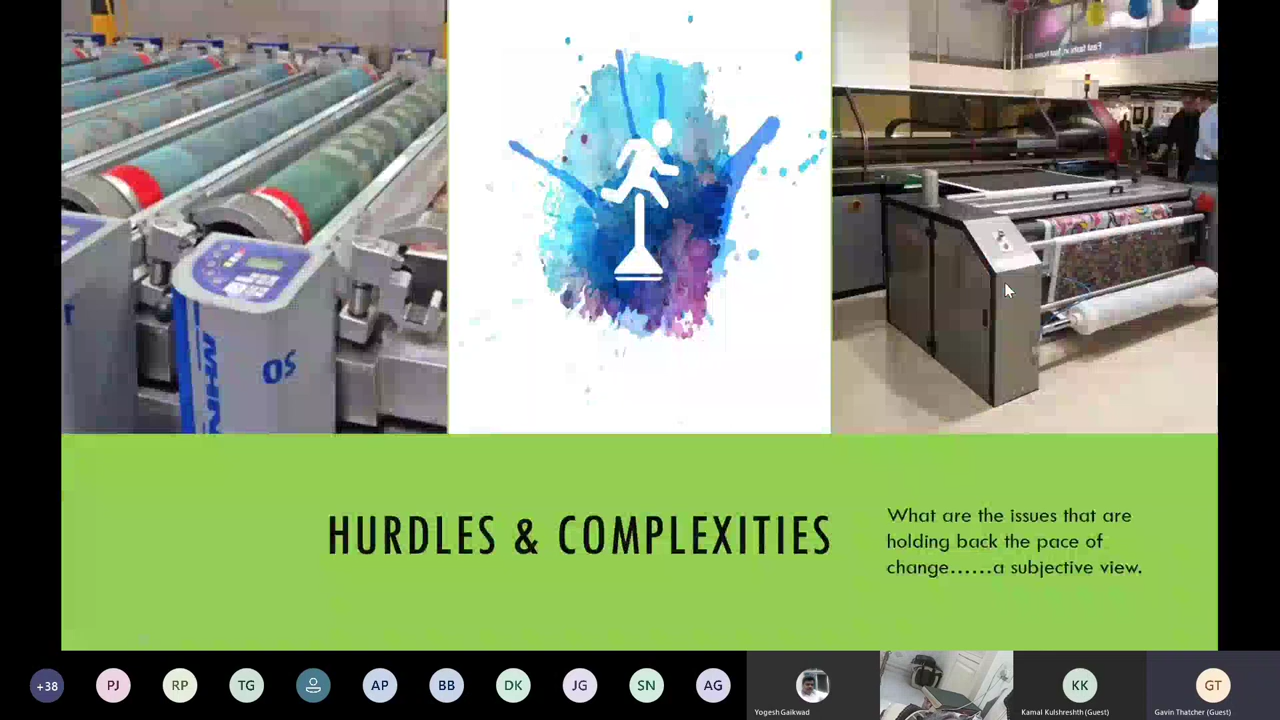 OS
HURDLES & COMPLEXITIES
What are the issues that are
holding back the pace of
change......a subjective view.
+38
PJ
RP
TG
AP
BB
DK
JG
SN
AG
Yogesh Gaikwad
KK
Kamal Kulshreshth (Guest)
GT
Gavin Thatcher (Guest)